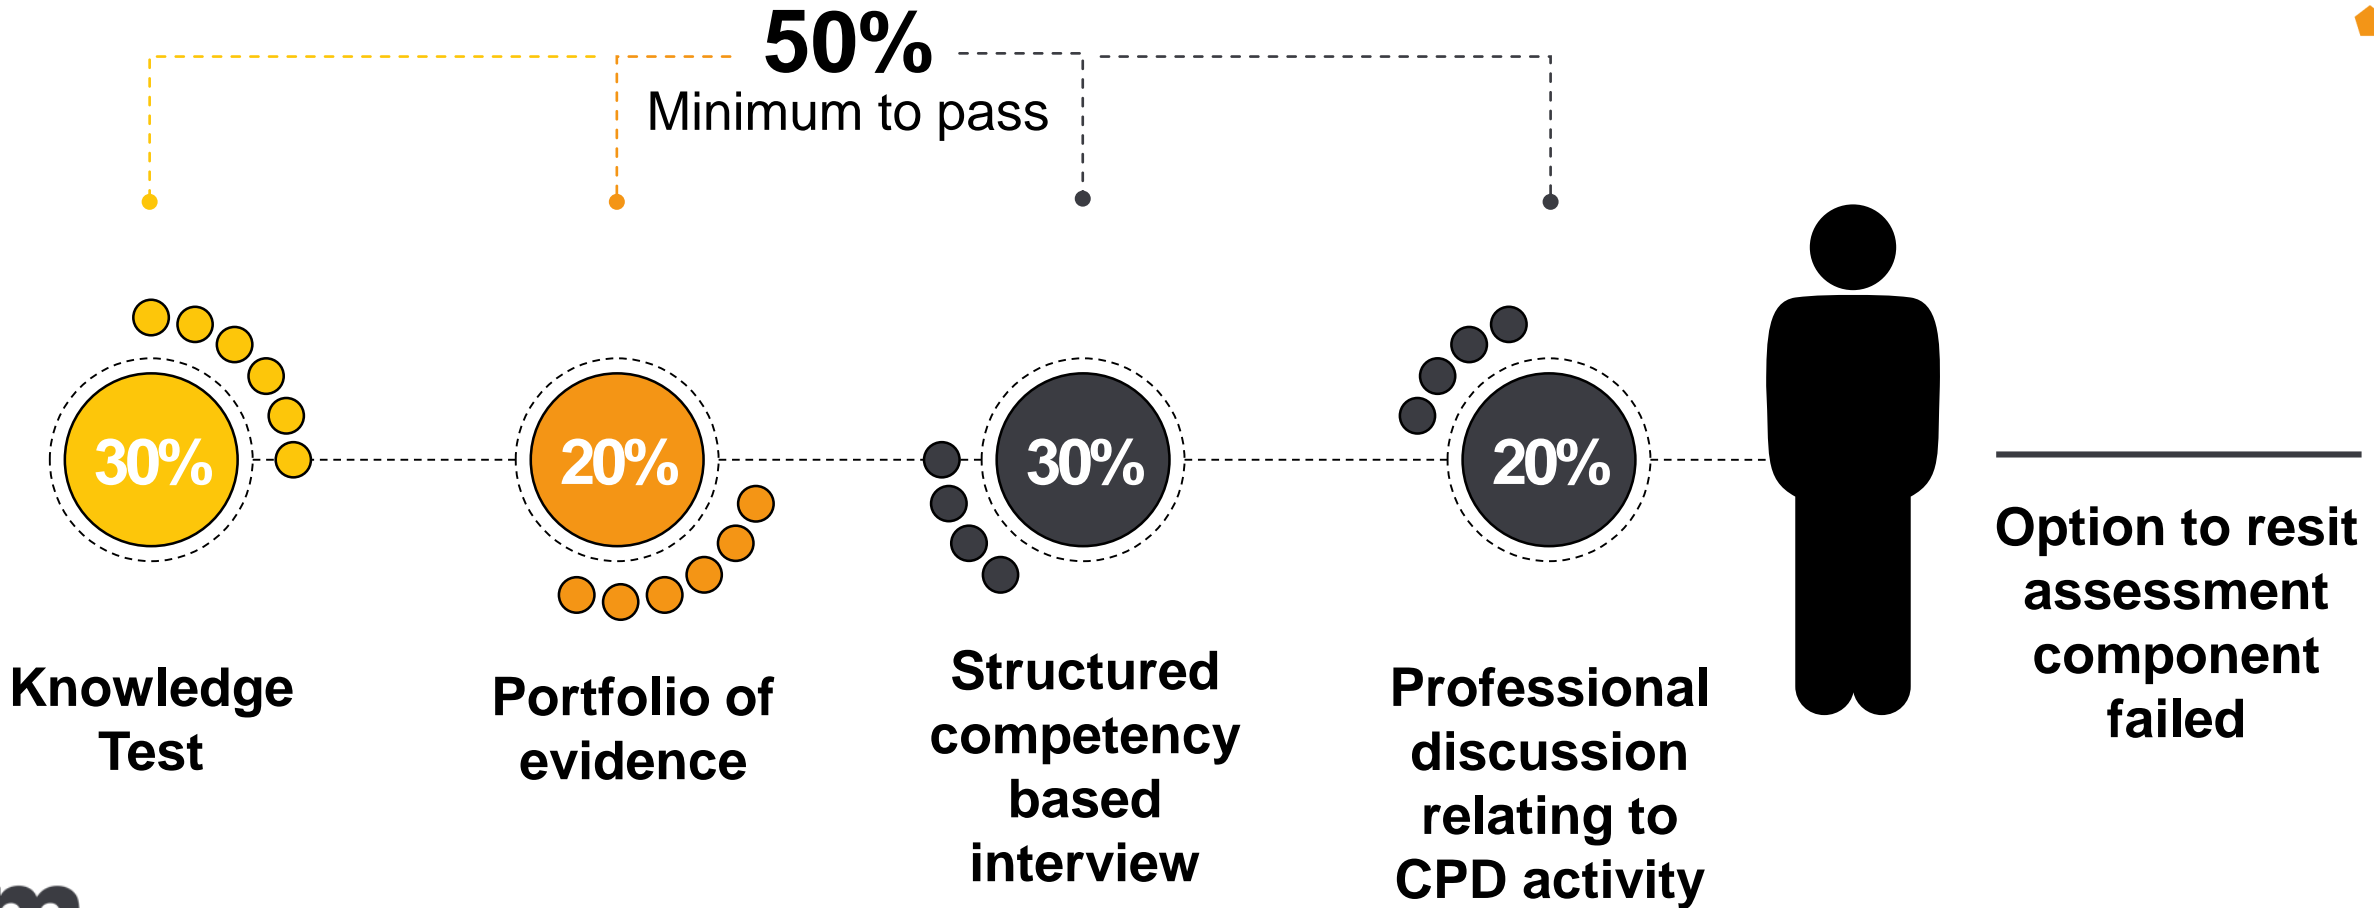 50%
Minimum to pass
30%
20%
30%
20%
Knowledge
Test
Portfolio of
evidence
Structured
competency
based
interview
Professional
discussion
relating to
CPD activity
Option to resit
assessment
component
failed